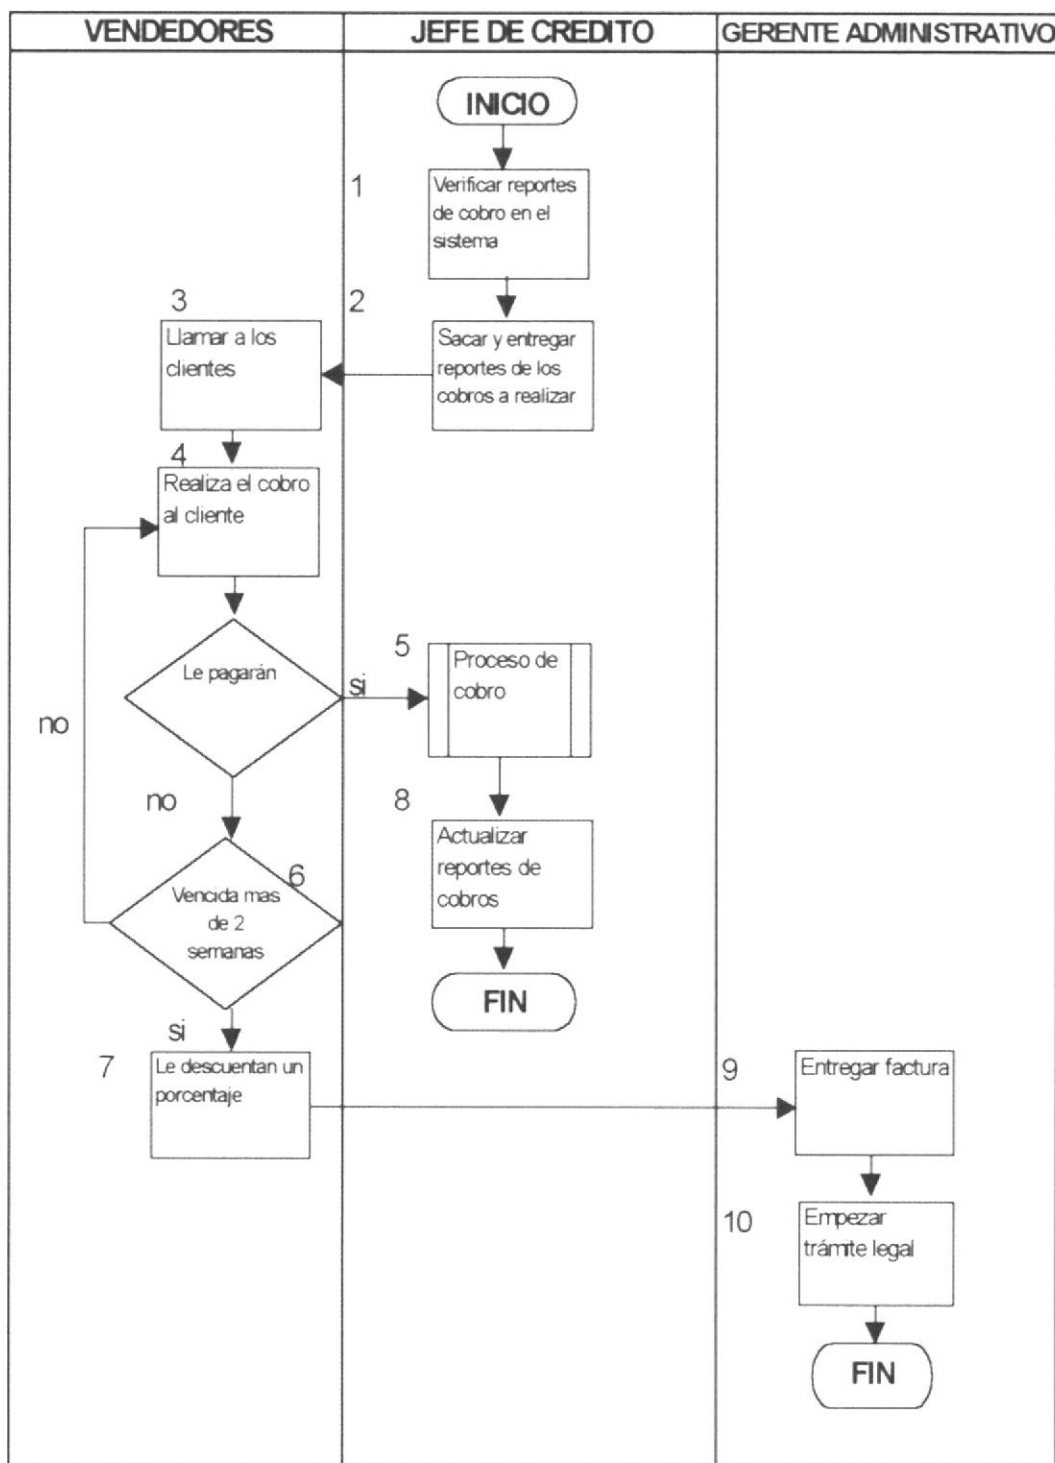 VENDEDORES
JEFE DE CREDITO
GERENTE ADMINISTRATIVO
INICIO
1
Verificar reportes
de cobro en el
sistema
2
Sacar y entregar
reportes de los
cobros a realizar
3
Llamar a los
clientes
4
Realiza el cobro
al cliente
Le pagarán
si
no
no
5
Proceso de
cobro
8
Actualizar
reportes de
cobros
FIN
6
Vencida mas
de 2
semanas
si
7
Le descuentan un
porcentaje
9
Entregar factura
10
Empezar
trámite legal
FIN